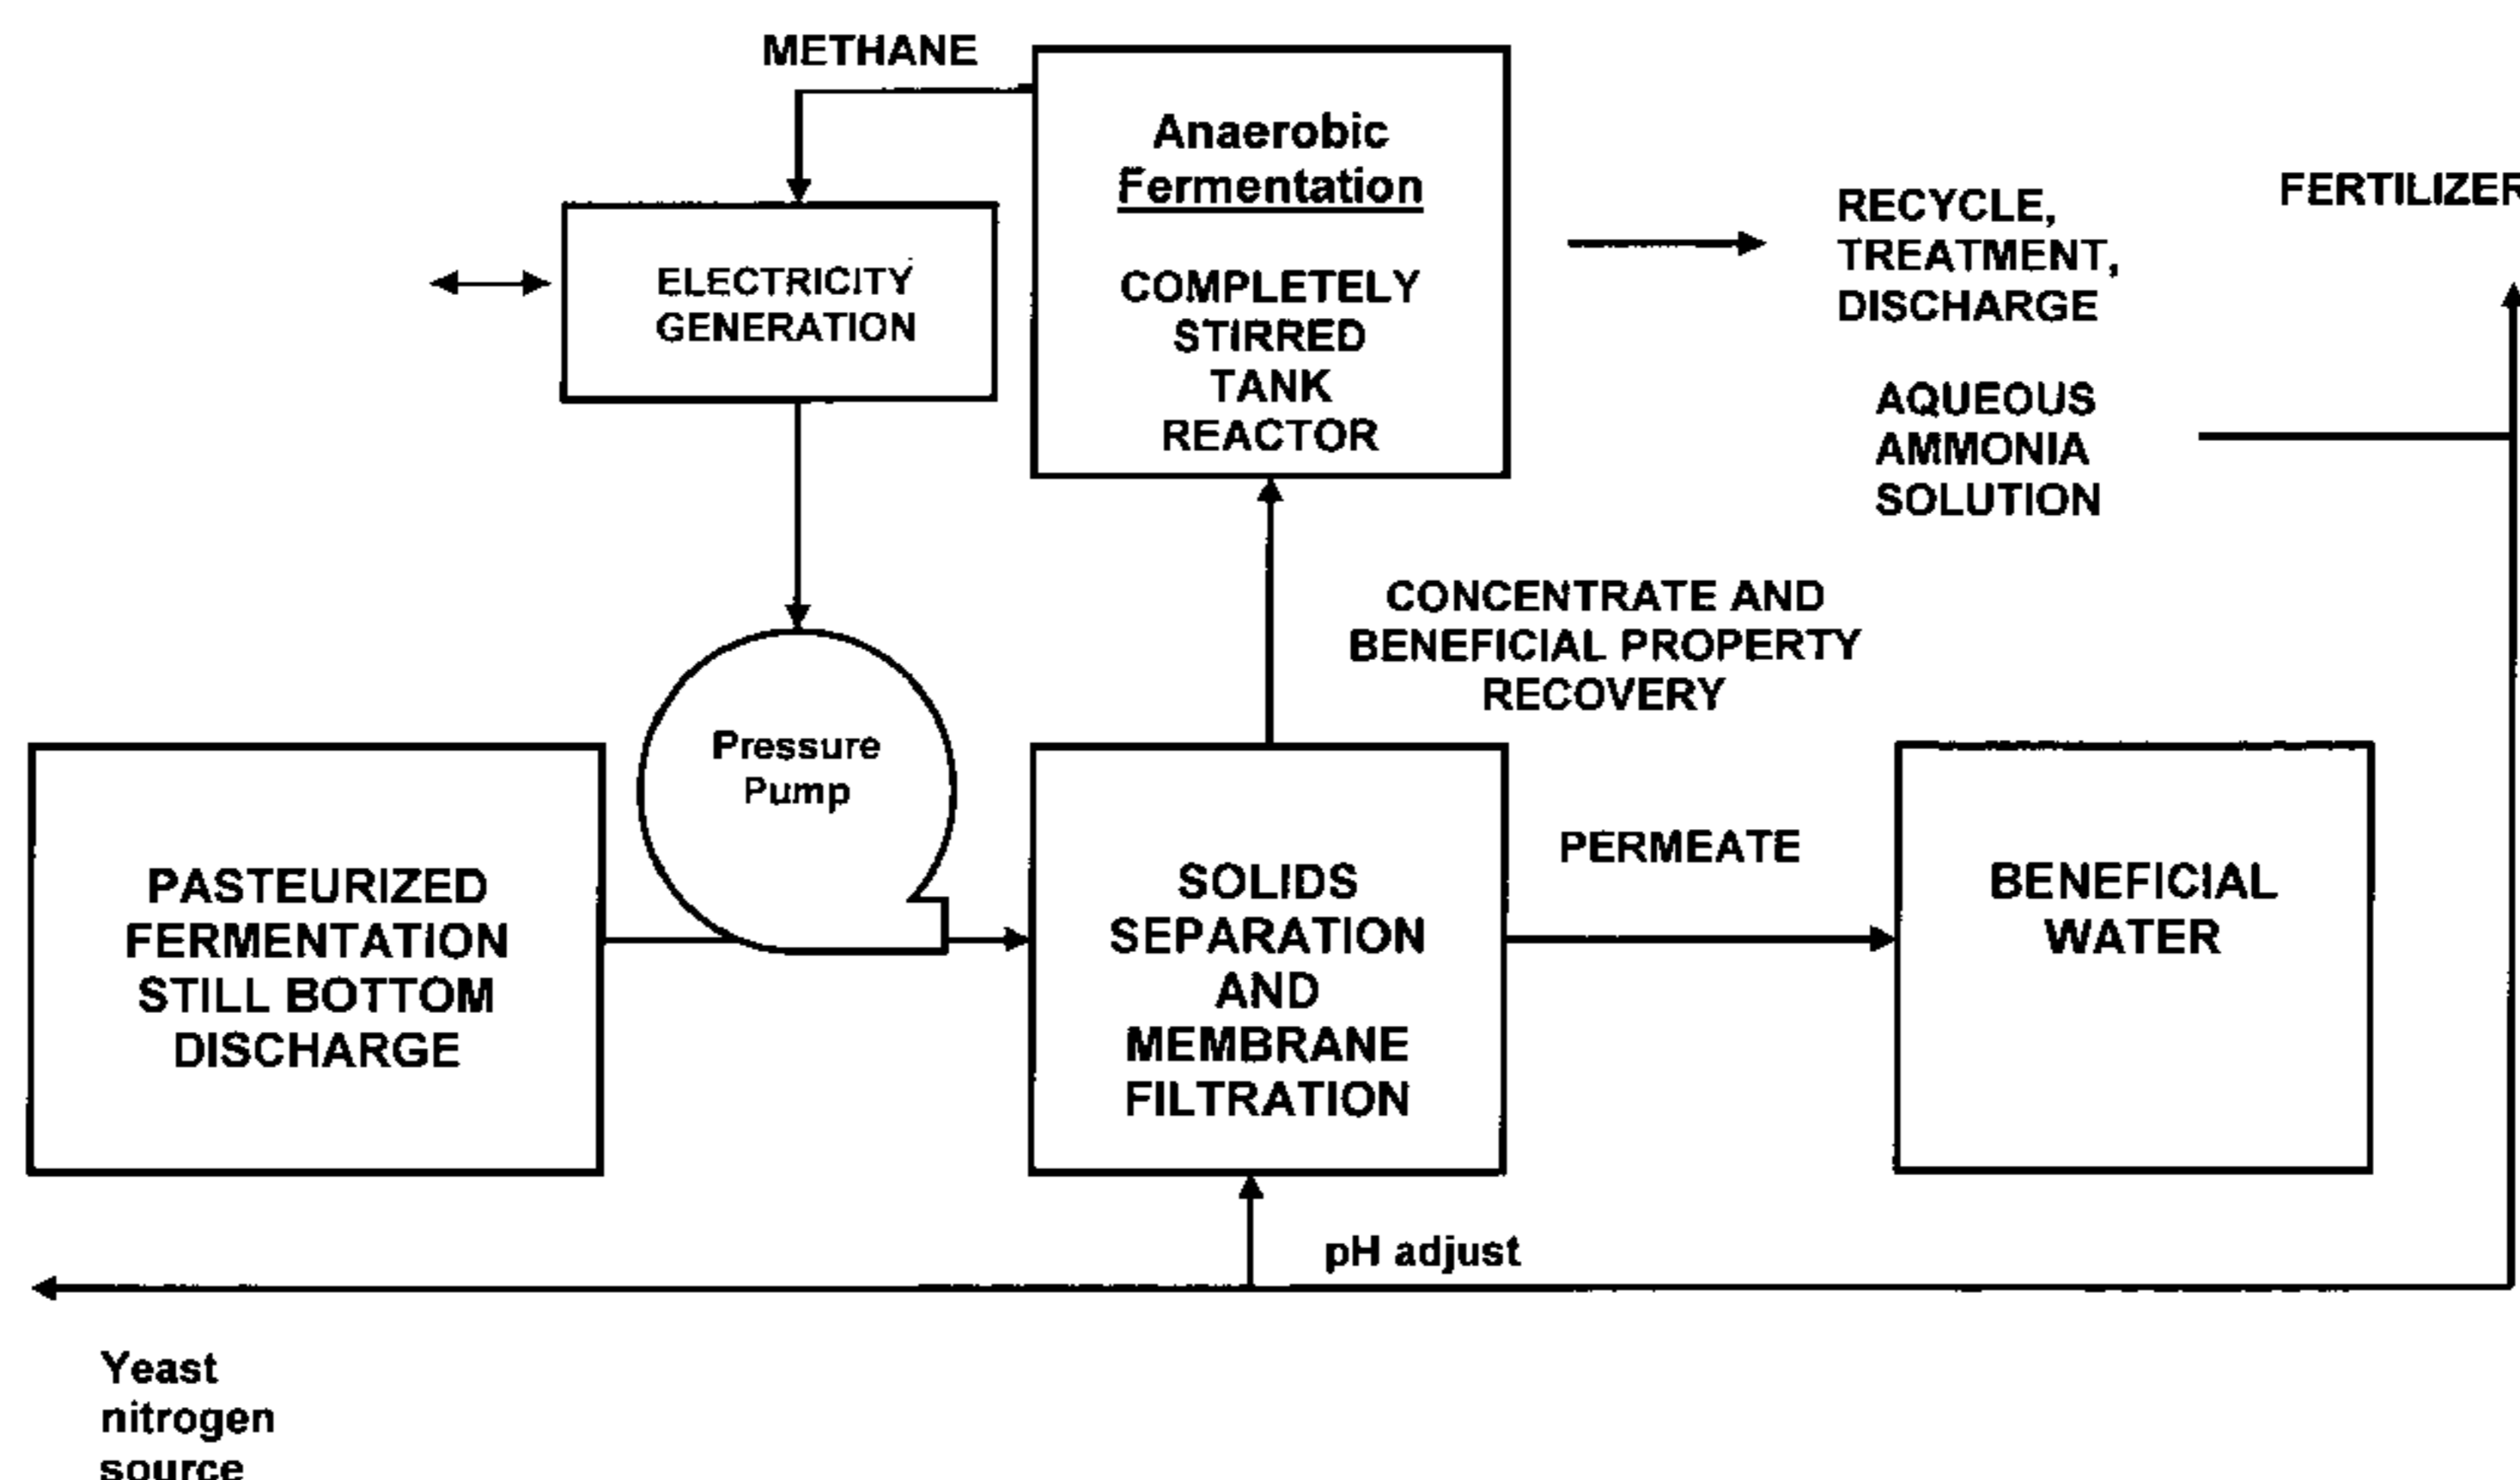 METHANE
Anaerobic
Fermentation
COMPLETELY
STIRRED
TANK
REACTOR
ELECTRICITY
GENERATION
RECYCLE,
TREATMENT,
DISCHARGE
FERTILIZER
AQUEOUS
AMMONIA
SOLUTION
CONCENTRATE AND
BENEFICIAL PROPERTY
RECOVERY
Pressure
Pump
PASTEURIZED
FERMENTATION
STILL BOTTOM
DISCHARGE
SOLIDS
SEPARATION
AND
MEMBRANE
FILTRATION
PERMEATE
BENEFICIAL
WATER
pH adjust
Yeast
nitrogen
source